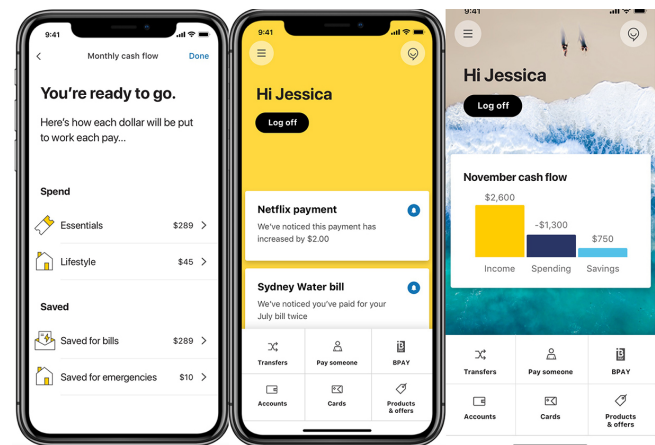 9:41
Monthly cash flow
Done
You're ready to go.
Here's how each dollar will be put
to work each pay...
Spend
Essentials $289
Lifestyle $45
Saved
Saved for bills $289
Saved for emergencies $10
9:41
Hi Jessica
Log off
Netflix payment
We've noticed this payment has
increased by $2.00
Sydney Water bill
We've noticed you've paid for your
July bill twice
Transfers Pay someone BPAY
Accounts Cards Products
& offers
9:41
Hi Jessica
Log off
November cash flow
$2,600
-$1,300
$750
Income Spending Savings
Transfers Pay someone BPAY
Accounts Cards Products
& offers